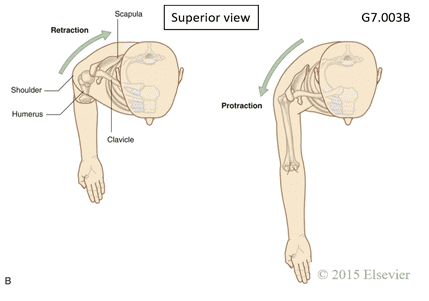 Superior view
G7.003B
Scapula
Retraction
Shoulder
Humerus
Clavicle
Protraction
B
© 2015 Elsevier